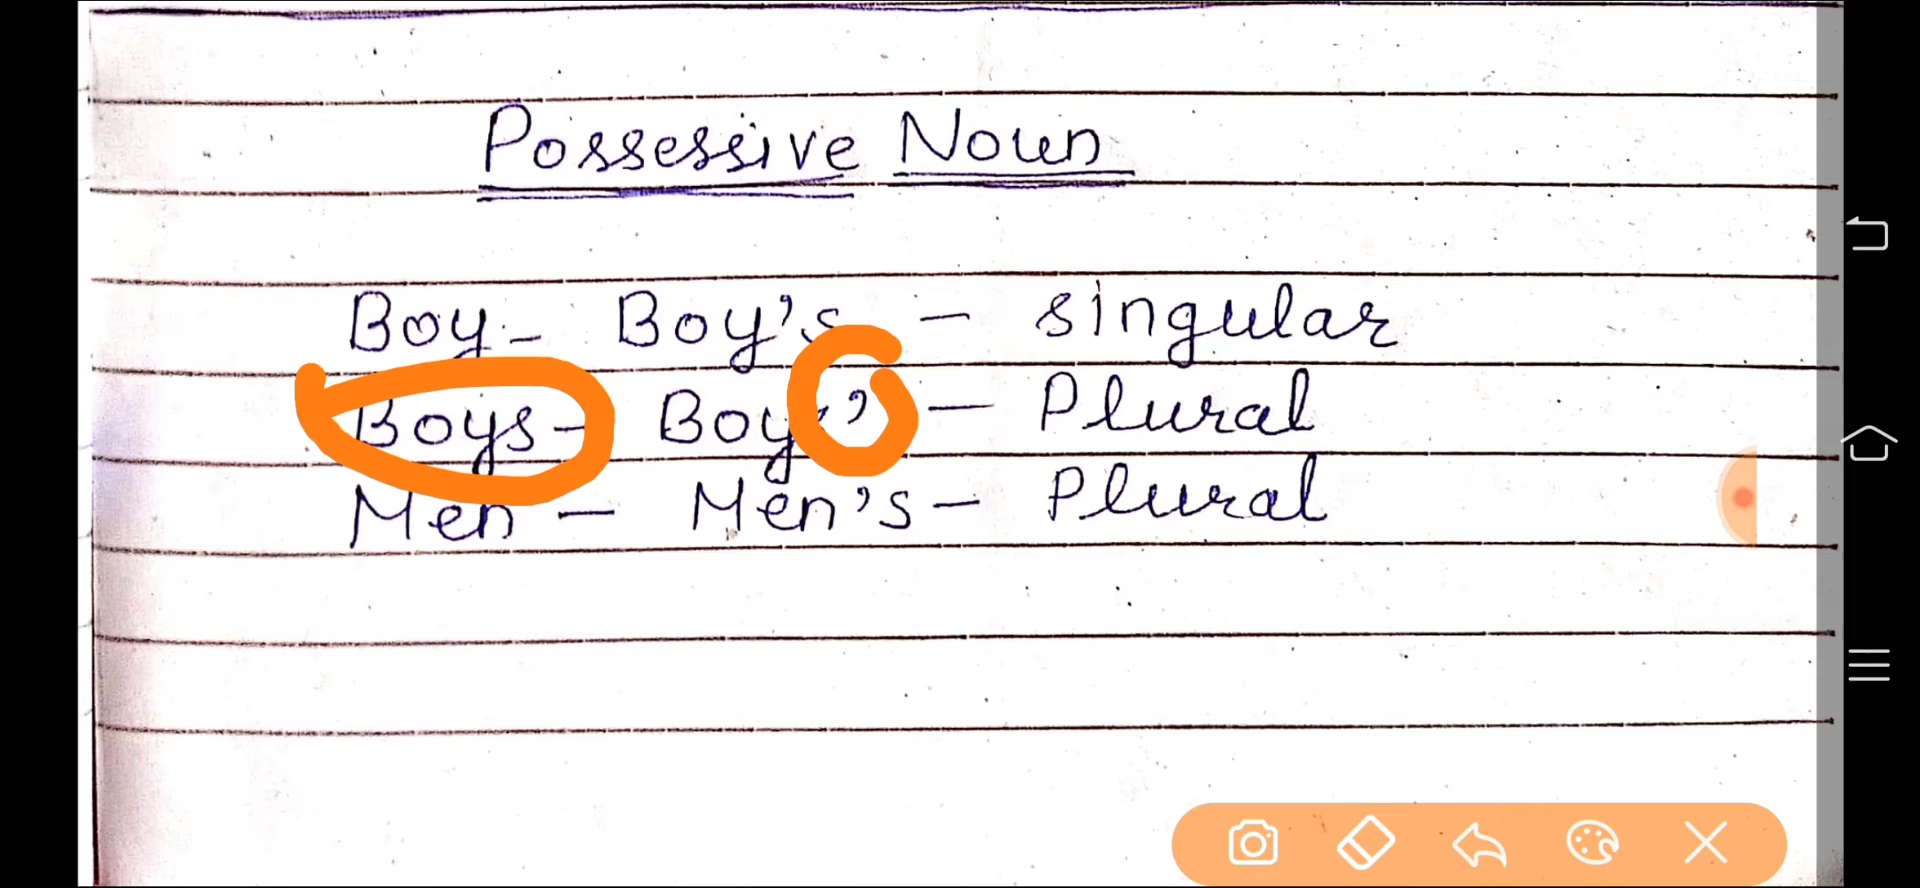 Possessive Noun
Boy - Boy's - singular
Boys - Boys' - Plural
Men - Men's - Plural